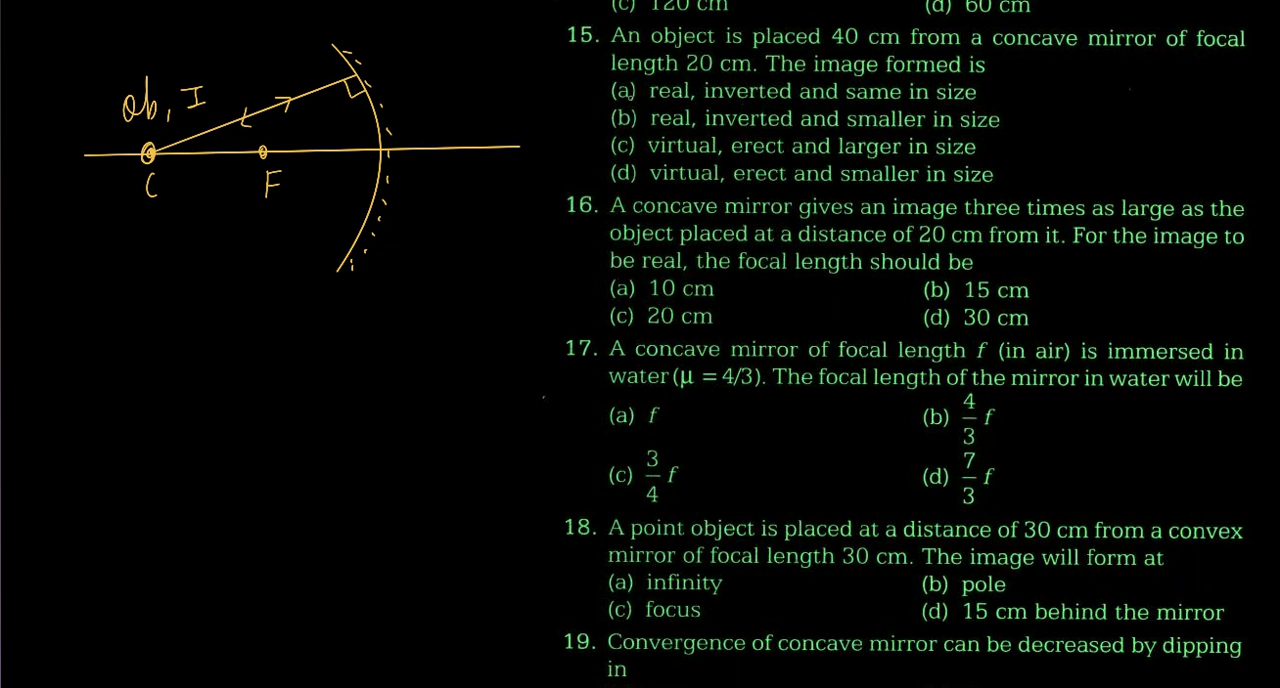 (c) 120 cm (d) 60 cm
15. An object is placed 40 cm from a concave mirror of focal
length 20 cm. The image formed is
(a) real, inverted and same in size
(b) real, inverted and smaller in size
(c) virtual, erect and larger in size
(d) virtual, erect and smaller in size
16. A concave mirror gives an image three times as large as the
object placed at a distance of 20 cm from it. For the image to
be real, the focal length should be
(a) 10 cm (b) 15 cm
(c) 20 cm (d) 30 cm
17. A concave mirror of focal length f (in air) is immersed in
water (μ = 4/3). The focal length of the mirror in water will be
(a) f (b) 4/3 f
(c) 3/4 f (d) 7/3 f
18. A point object is placed at a distance of 30 cm from a convex
mirror of focal length 30 cm. The image will form at
(a) infinity (b) pole
(c) focus (d) 15 cm behind the mirror
19. Convergence of concave mirror can be decreased by dipping
in
Ob, I
C F